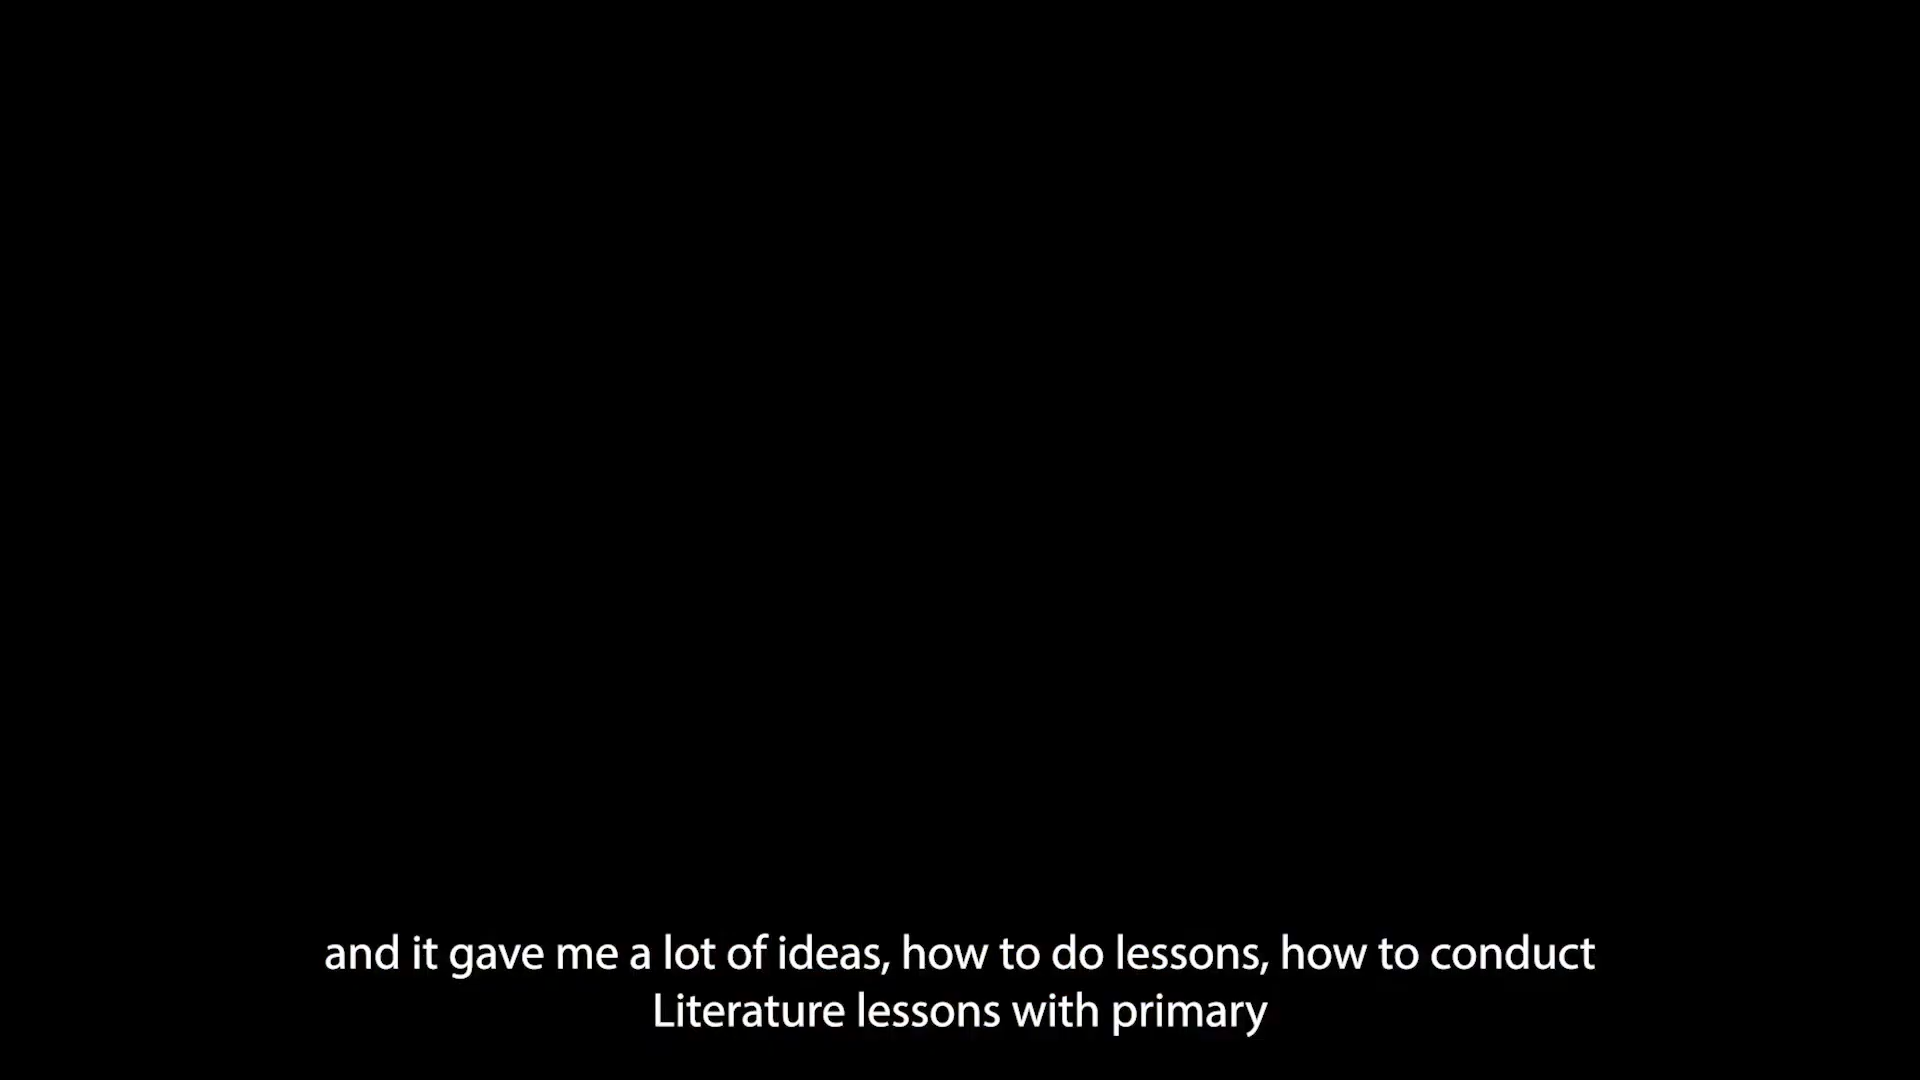 and it gave me a lot of ideas, how to do lessons, how to conduct
Literature lessons with primary